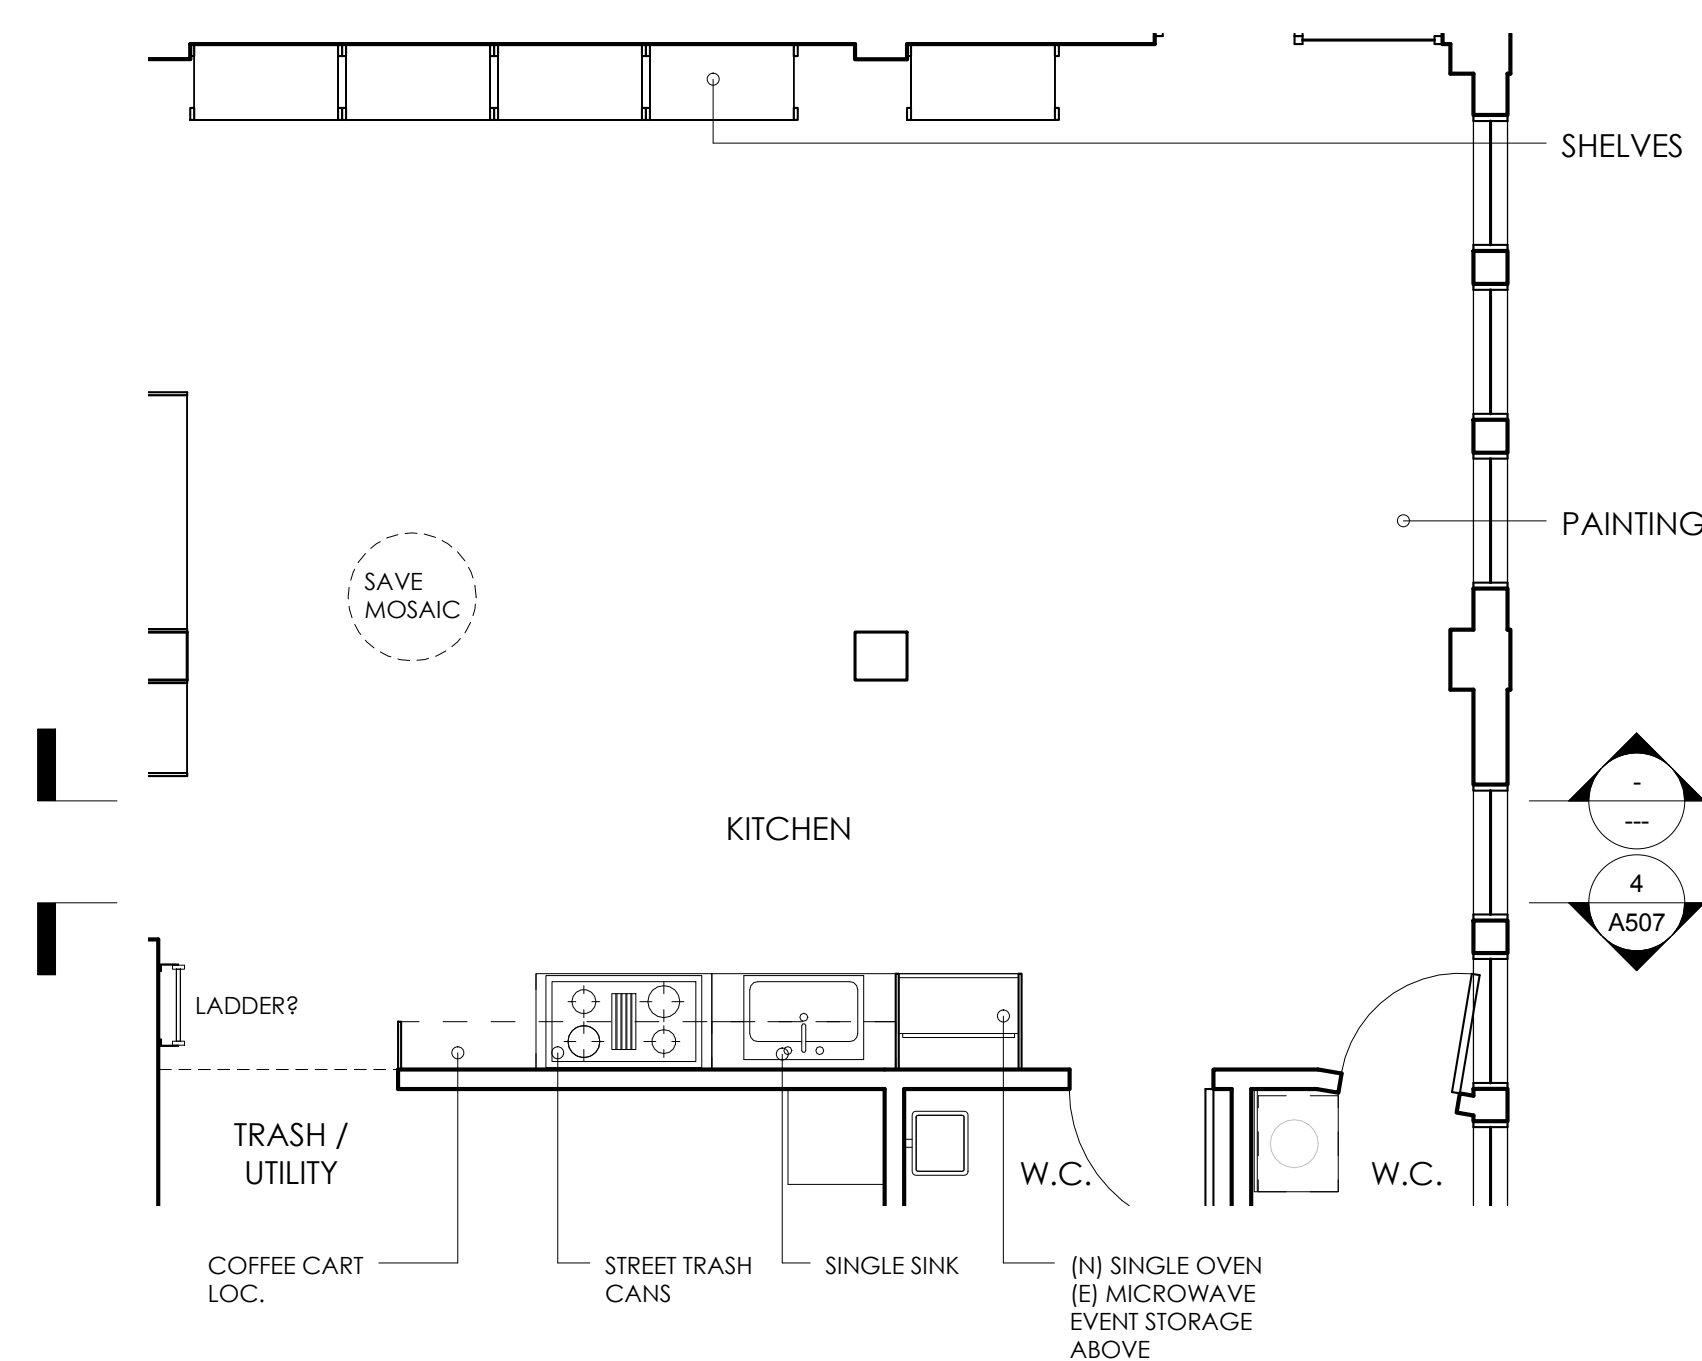 SHELVES
PAINTING
SAVE
MOSAIC
KITCHEN
-
---
4
A507
LADDER?
TRASH /
UTILITY
W.C.
W.C.
COFFEE CART
LOC.
STREET TRASH
CANS
SINGLE SINK
(N) SINGLE OVEN
(E) MICROWAVE
EVENT STORAGE
ABOVE